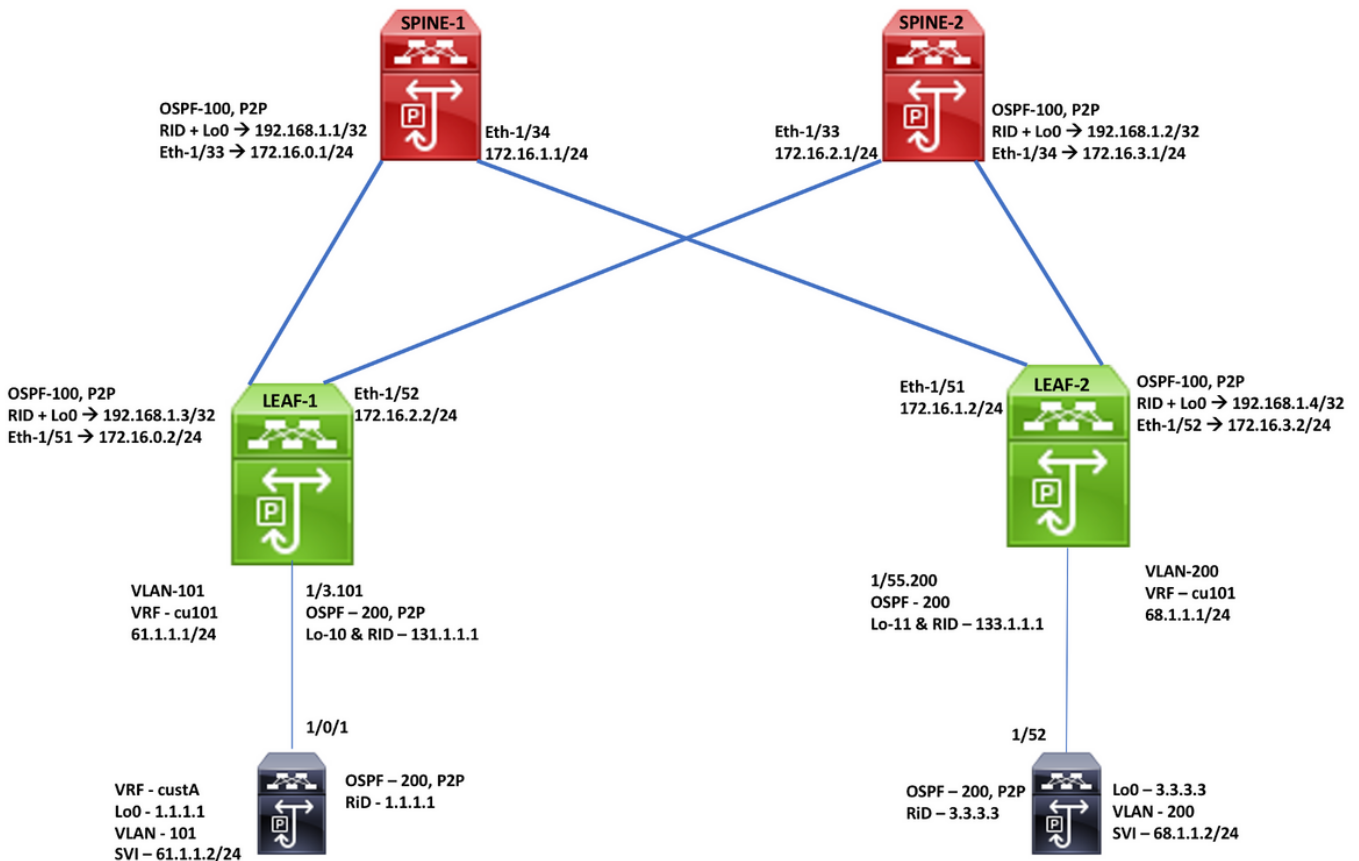 SPINE-1
SPINE-2
OSPF-100, P2P
RID + Lo0 → 192.168.1.1/32
Eth-1/33 → 172.16.0.1/24
P
Eth-1/34
172.16.1.1/24
Eth-1/33
172.16.2.1/24
P
OSPF-100, P2P
RID + Lo0 → 192.168.1.2/32
Eth-1/34 → 172.16.3.1/24
OSPF-100, P2P
RID + Lo0 → 192.168.1.3/32
Eth-1/51 → 172.16.0.2/24
LEAF-1
P
Eth-1/52
172.16.2.2/24
Eth-1/51
172.16.1.2/24
LEAF-2
P
OSPF-100, P2P
RID + Lo0 → 192.168.1.4/32
Eth-1/52 → 172.16.3.2/24
VLAN-101
VRF - cu101
61.1.1.1/24
1/3.101
OSPF – 200, P2P
Lo-10 & RID – 131.1.1.1
1/55.200
OSPF - 200
Lo-11 & RID – 133.1.1.1
VLAN-200
VRF – cu101
68.1.1.1/24
1/0/1
1/52
VRF - custA
Lo0 - 1.1.1.1
VLAN - 101
SVI – 61.1.1.2/24
P
OSPF – 200, P2P
RiD - 1.1.1.1
OSPF – 200, P2P
RiD – 3.3.3.3
P
Lo0 – 3.3.3.3
VLAN - 200
SVI – 68.1.1.2/24